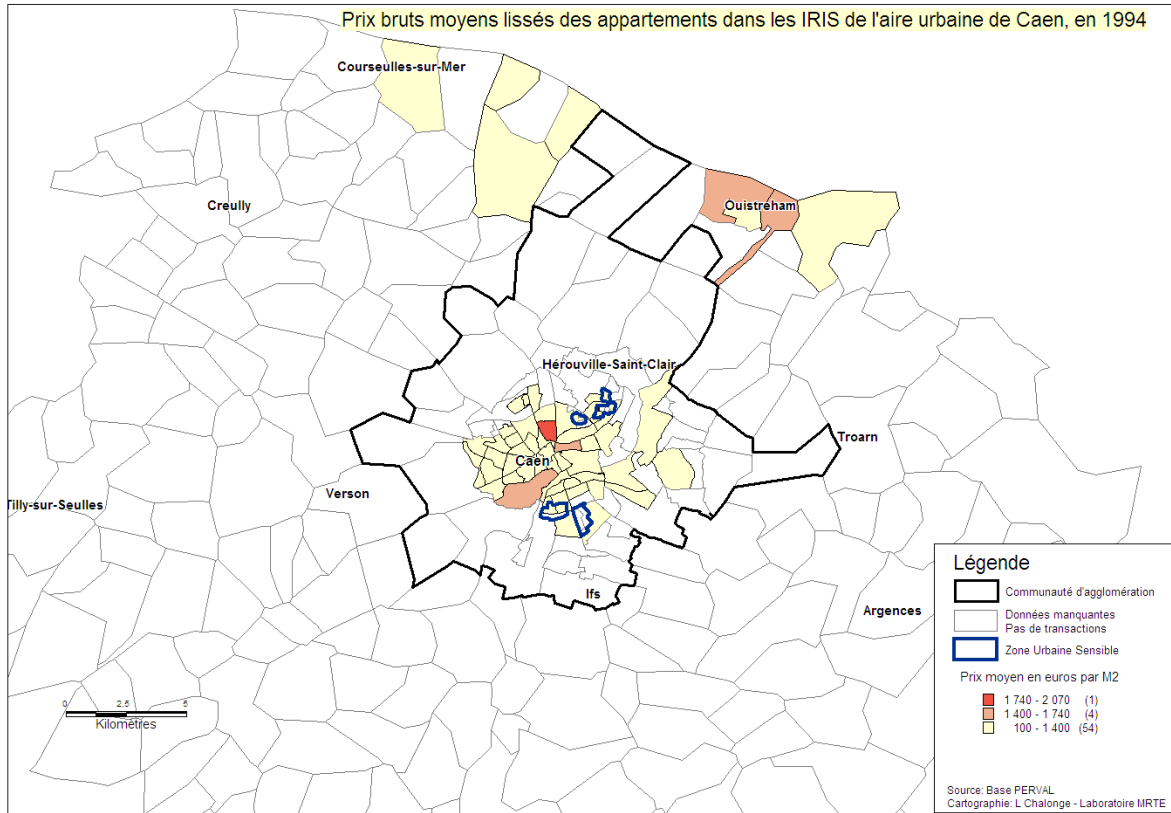 Prix bruts moyens lissés des appartements dans les IRIS de l'aire urbaine de Caen, en 1994
Courseulles-sur-Mer
Creully
Ouistreham
Hérouville-Saint-Clair
Troarn
Caen
Verson
Tilly-sur-Seulles
Ifs
Argences
0 2.5 5
Kilomètres
Légende
Communauté d'agglomération
Données manquantes
Pas de transactions
Zone Urbaine Sensible
Prix moyen en euros par M2
1 740 - 2 070 (1)
1 400 - 1 740 (4)
100 - 1 400 (54)
Source: Base PERVAL
Cartographie: L Chalonge - Laboratoire MRTE